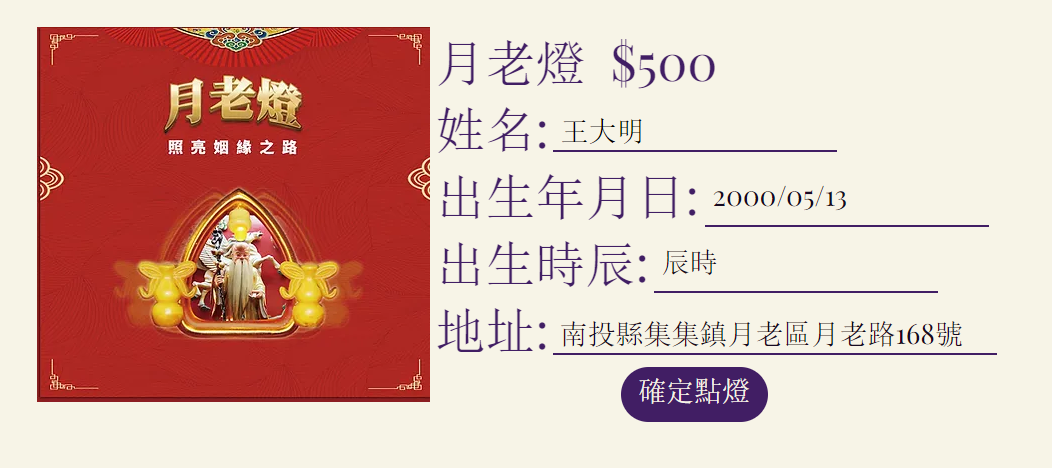 月老燈
照亮姻緣之路
月老燈 $500
姓名: 王大明
出生年月日: 2000/05/13
出生時辰: 辰時
地址: 南投縣集集鎮月老區月老路168號
確定點燈